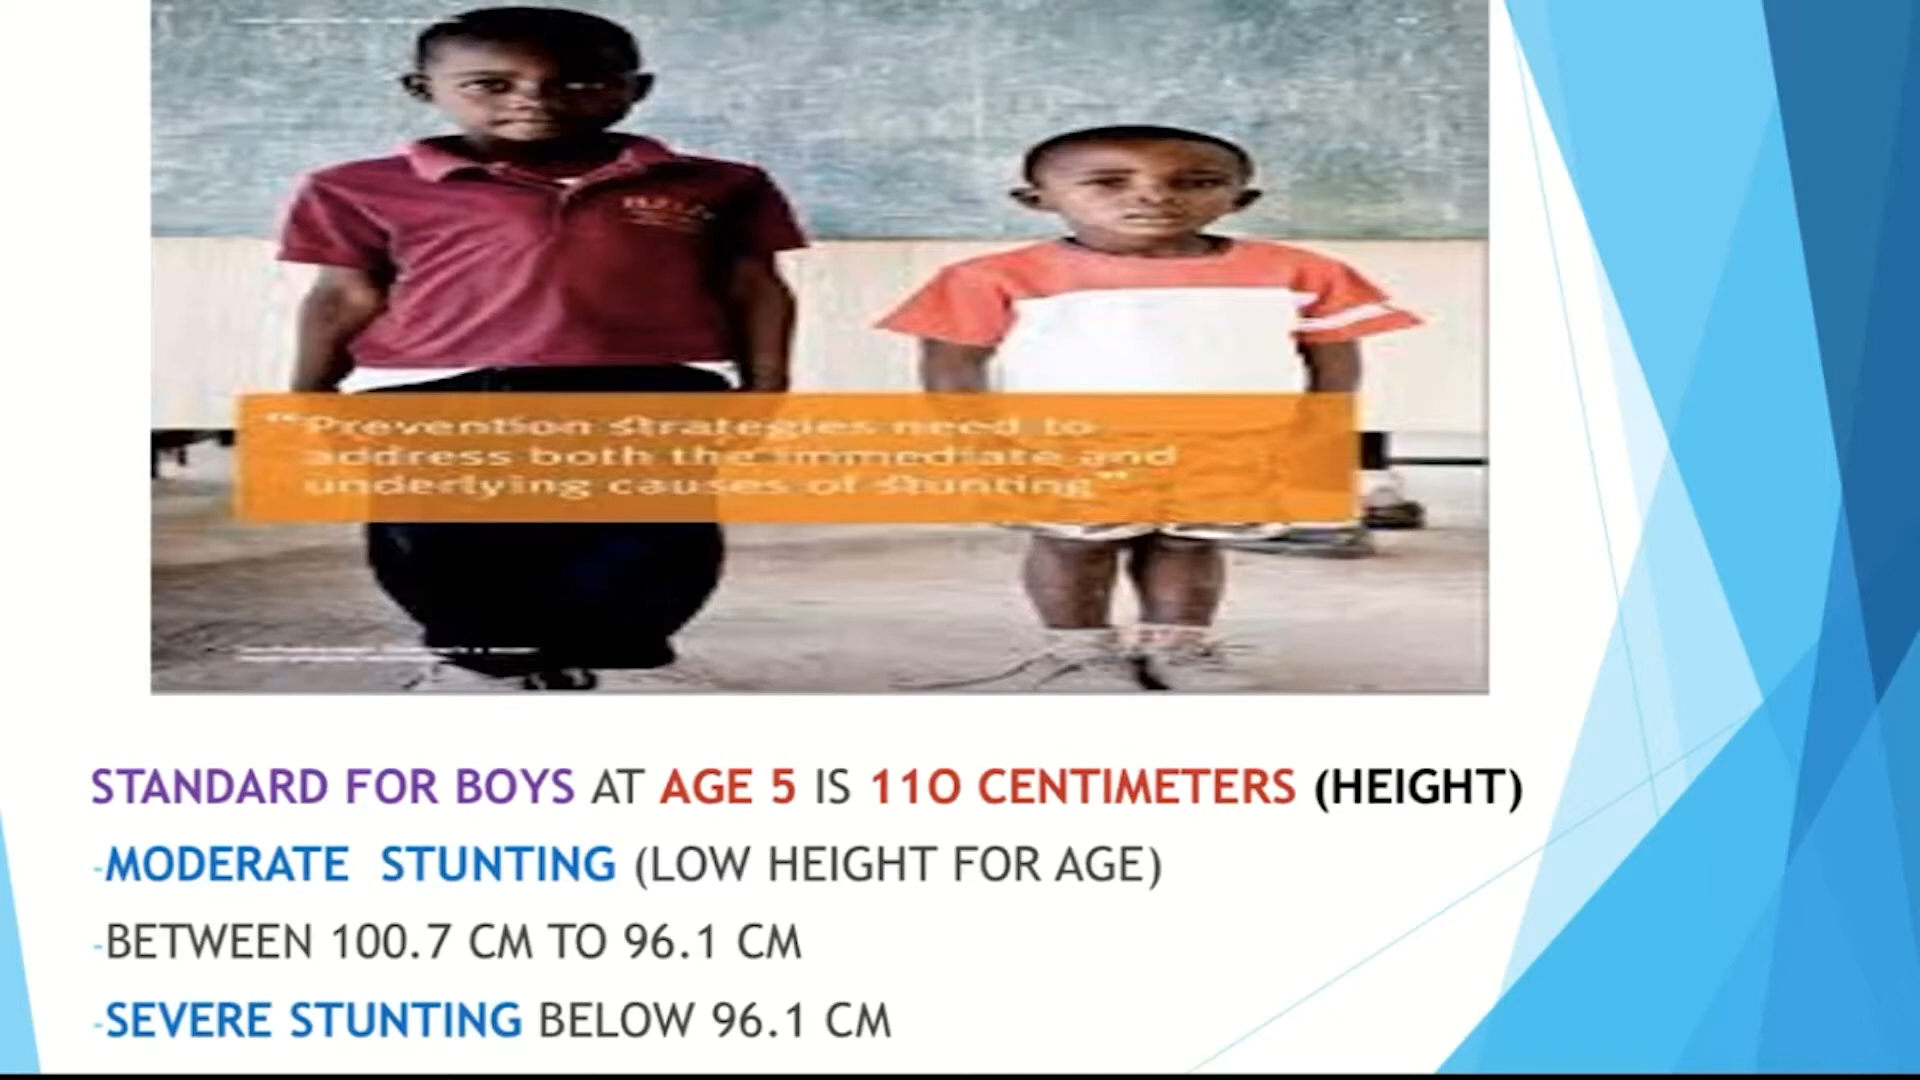 “Prevention strategies need to
address both the immediate and
underlying causes of stunting”
STANDARD FOR BOYS AT AGE 5 IS 11O CENTIMETERS (HEIGHT)
-MODERATE STUNTING (LOW HEIGHT FOR AGE)
-BETWEEN 100.7 CM TO 96.1 CM
-SEVERE STUNTING BELOW 96.1 CM